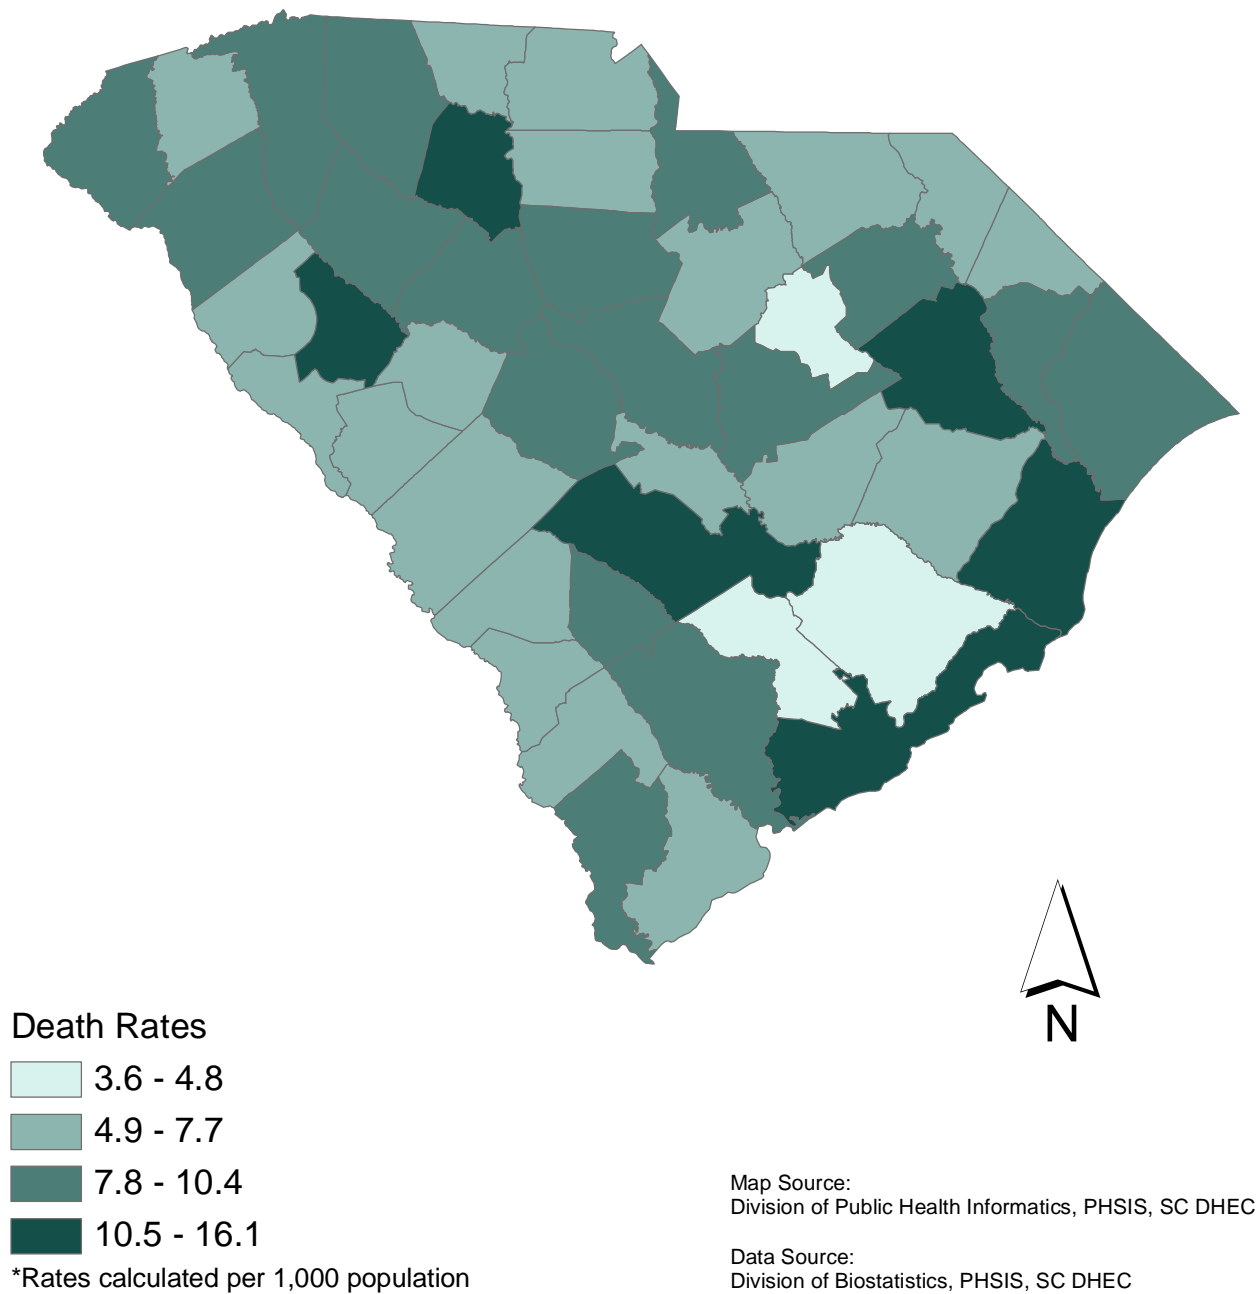 N
Death Rates
3.6 - 4.8
4.9 - 7.7
7.8 - 10.4
10.5 - 16.1
*Rates calculated per 1,000 population
Map Source:
Division of Public Health Informatics, PHSIS, SC DHEC
Data Source:
Division of Biostatistics, PHSIS, SC DHEC